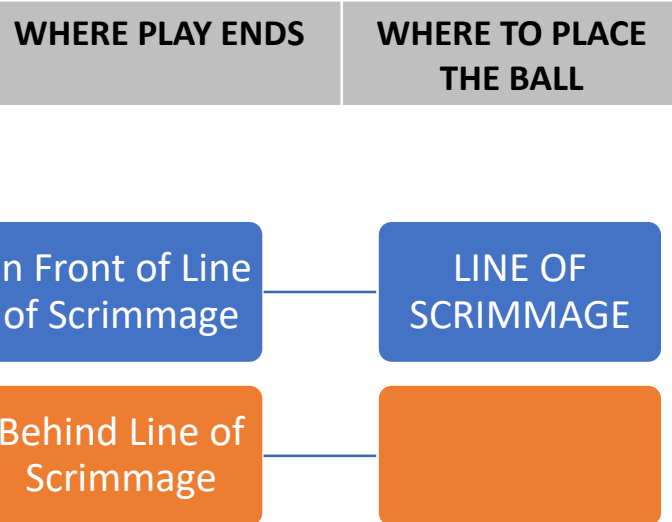 WHERE PLAY ENDS
WHERE TO PLACE
THE BALL
n Front of Line
of Scrimmage
LINE OF
SCRIMMAGE
Behind Line of
Scrimmage